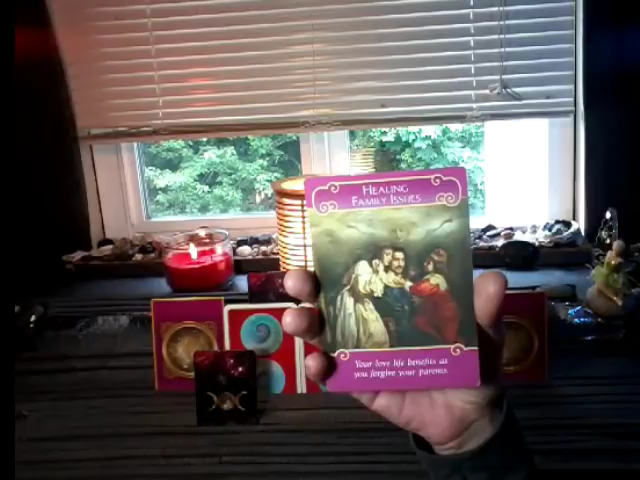 Healing
Family Issues
Your love life benefits as
you forgive your parents.